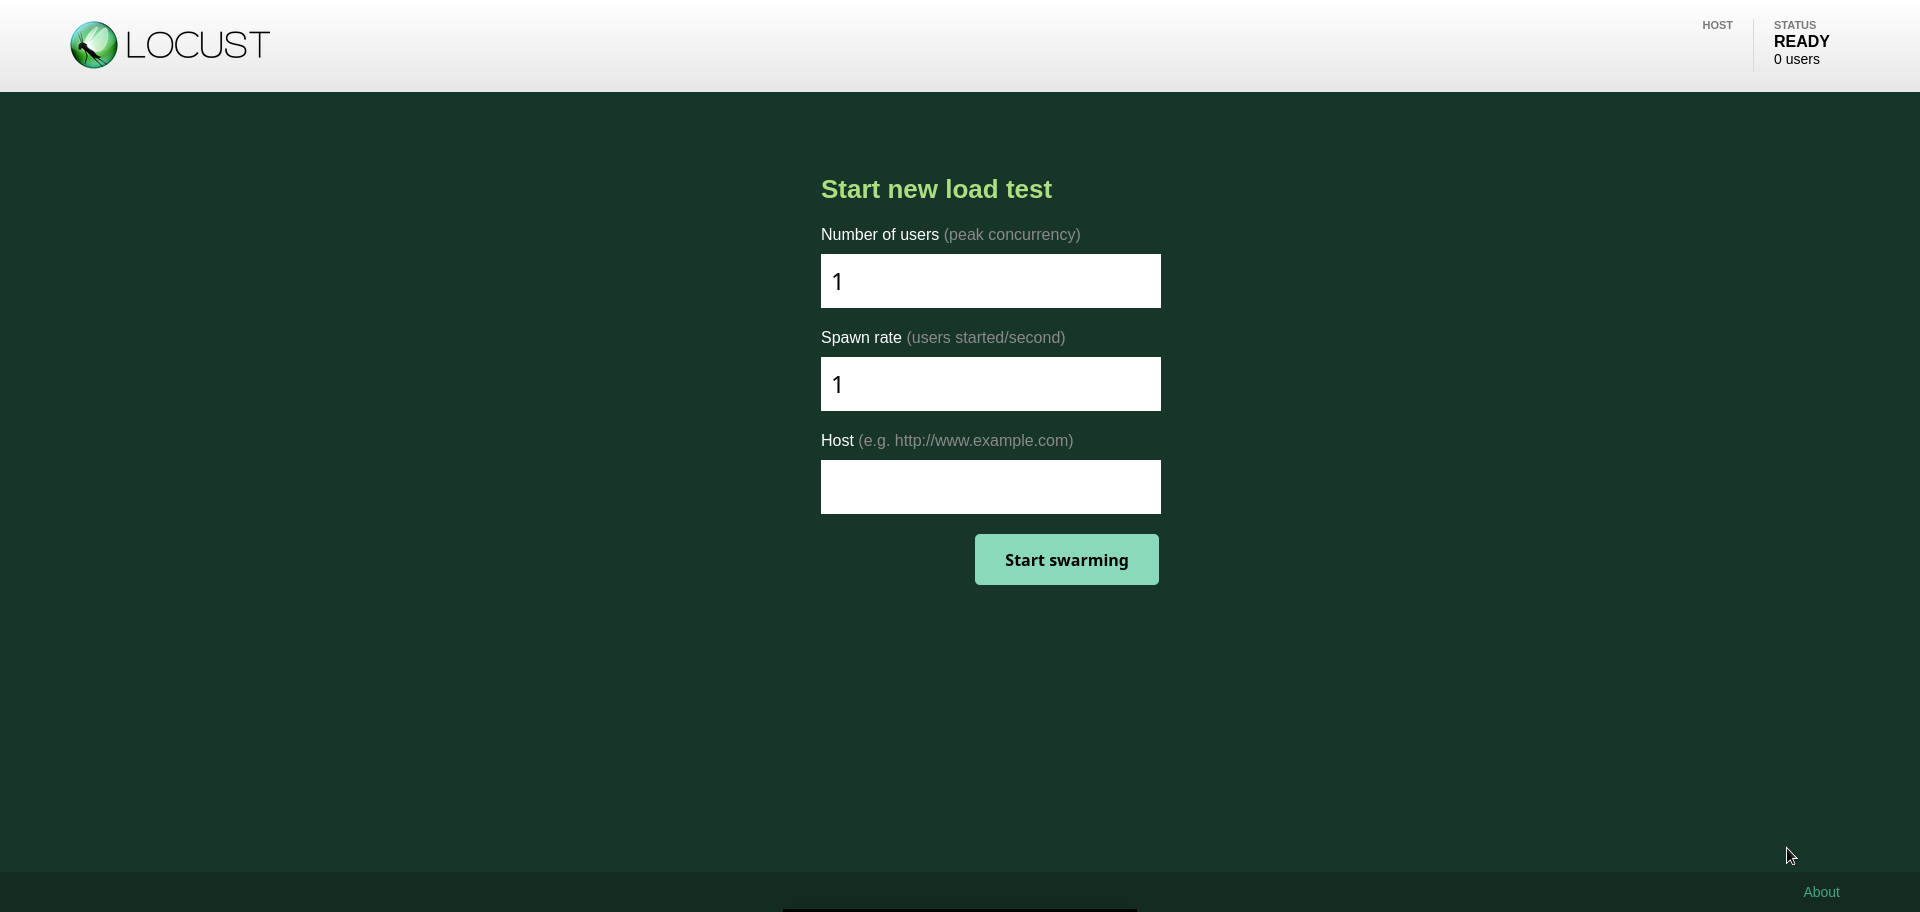 LOCUST
HOST
STATUS
READY
0 users
Start new load test
Number of users (peak concurrency)
1
Spawn rate (users started/second)
1
Host (e.g. http://www.example.com)
Start swarming
About